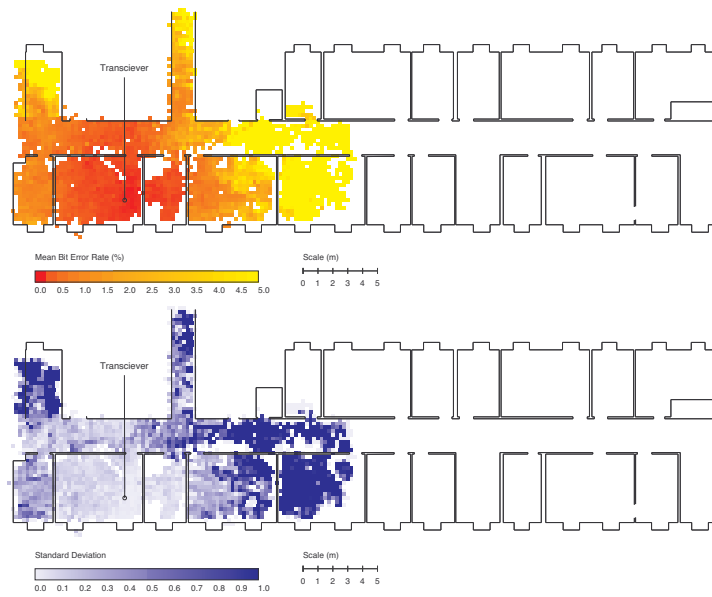 Transciever
Mean Bit Error Rate (%)
0.0 0.5 1.0 1.5 2.0 2.5 3.0 3.5 4.0 4.5 5.0
Scale (m)
0 1 2 3 4 5
Transciever
Standard Deviation
0.0 0.1 0.2 0.3 0.4 0.5 0.6 0.7 0.8 0.9 1.0
Scale (m)
0 1 2 3 4 5